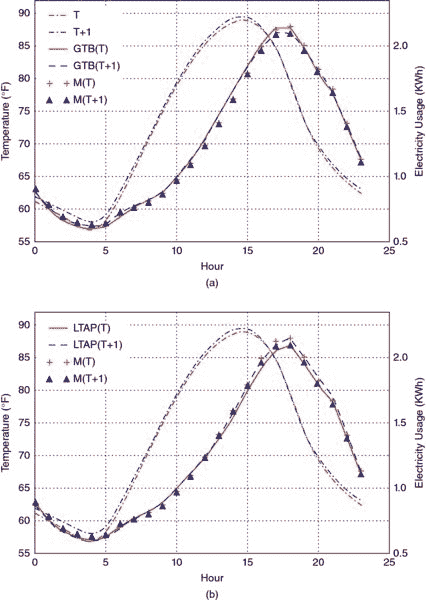 90
85
80
75
70
65
60
55
Temperature (°F)
T
T+1
GTB(T)
GTB(T+1)
M(T)
M(T+1)
2.0
1.5
1.0
0.5
Electricity Usage (KWh)
0
5
10
15
20
25
Hour
(a)
90
85
80
75
70
65
60
55
Temperature (°F)
LTAP(T)
LTAP(T+1)
M(T)
M(T+1)
2.0
1.5
1.0
0.5
Electricity Usage (KWh)
0
5
10
15
20
25
Hour
(b)